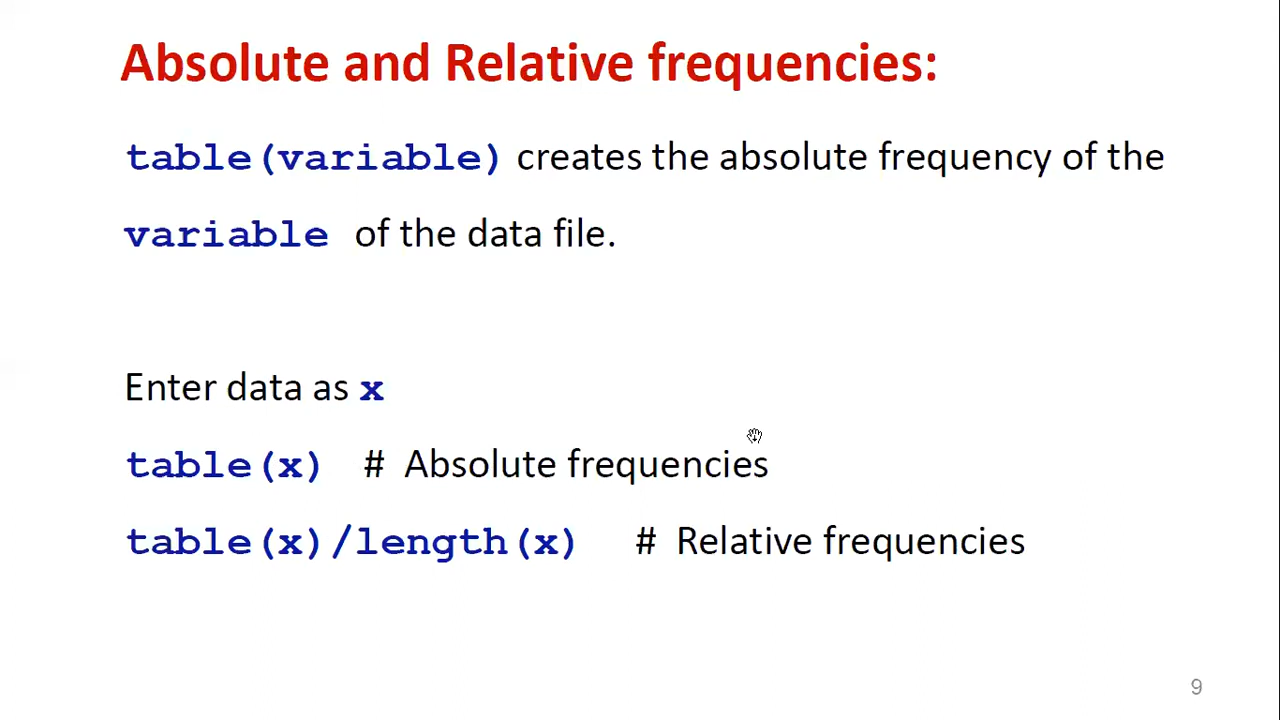 Absolute and Relative frequencies:
table(variable) creates the absolute frequency of the
variable of the data file.
Enter data as x
table(x) # Absolute frequencies
table(x)/length(x) # Relative frequencies
9